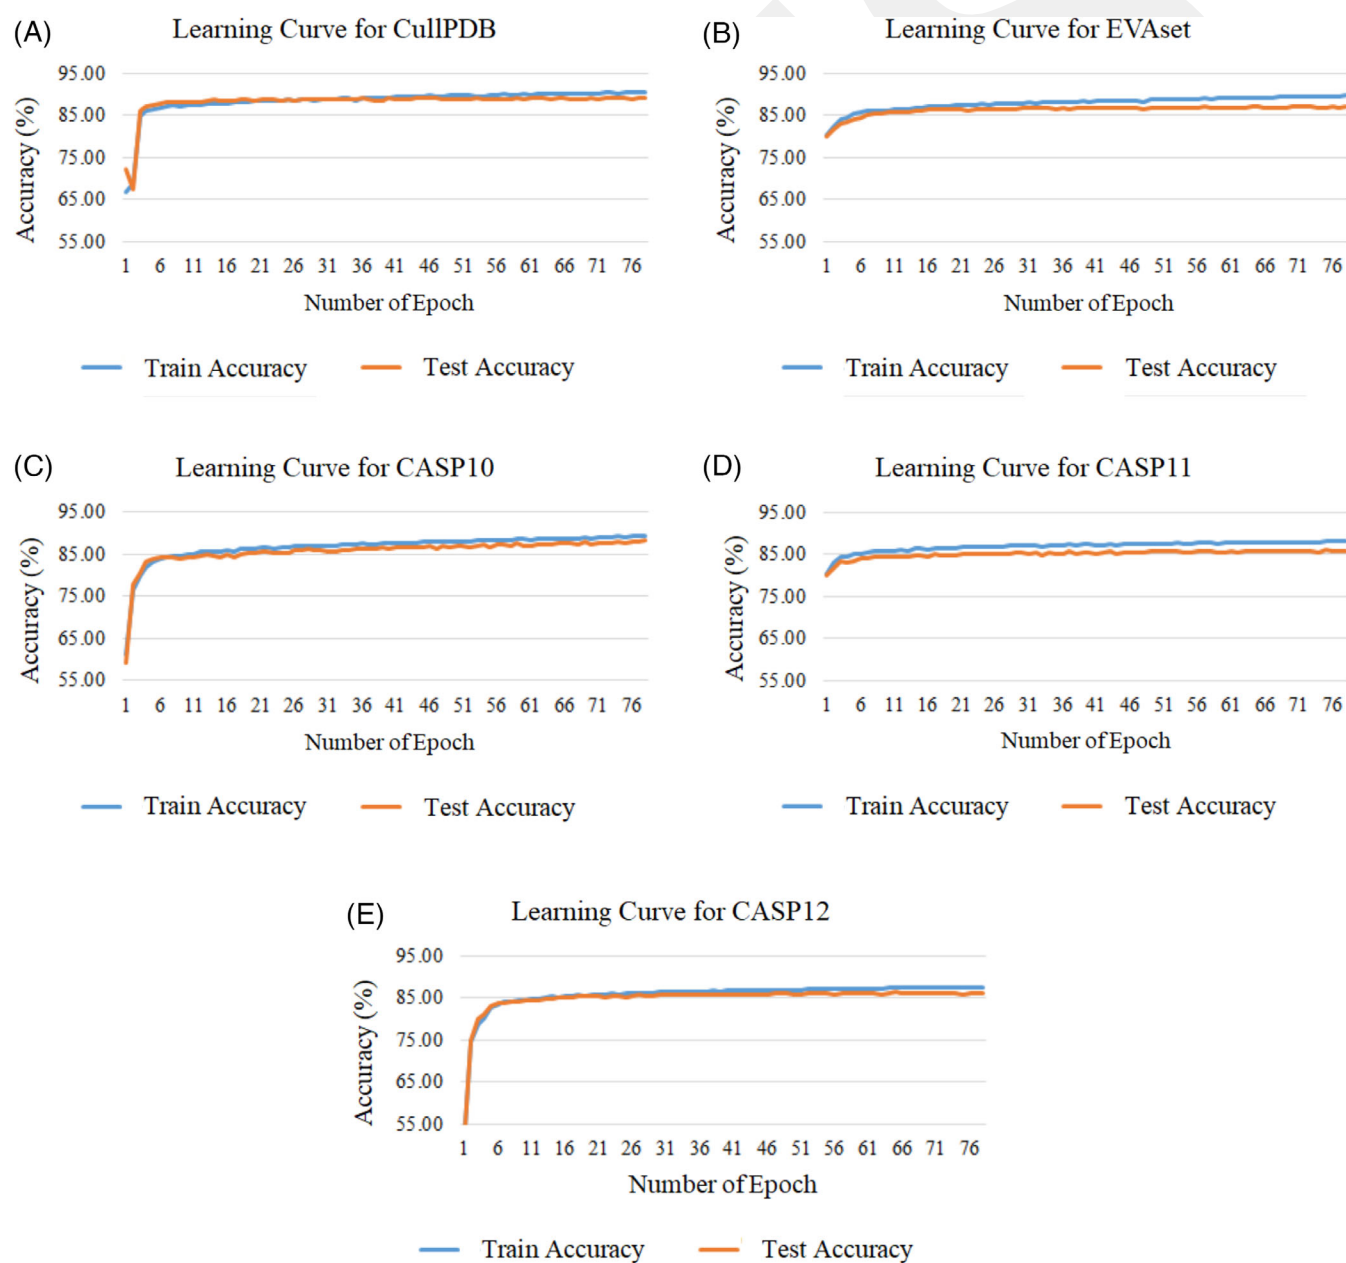 (A)
Learning Curve for CullPDB
Accuracy (%)
95.00
85.00
75.00
65.00
55.00
1 6 11 16 21 26 31 36 41 46 51 56 61 66 71 76
Number of Epoch
Train Accuracy Test Accuracy
(B)
Learning Curve for EVAset
Accuracy (%)
95.00
85.00
75.00
65.00
55.00
1 6 11 16 21 26 31 36 41 46 51 56 61 66 71 76
Number of Epoch
Train Accuracy Test Accuracy
(C)
Learning Curve for CASP10
Accuracy (%)
95.00
85.00
75.00
65.00
55.00
1 6 11 16 21 26 31 36 41 46 51 56 61 66 71 76
Number of Epoch
Train Accuracy Test Accuracy
(D)
Learning Curve for CASP11
Accuracy (%)
95.00
85.00
75.00
65.00
55.00
1 6 11 16 21 26 31 36 41 46 51 56 61 66 71 76
Number of Epoch
Train Accuracy Test Accuracy
(E)
Learning Curve for CASP12
Accuracy (%)
95.00
85.00
75.00
65.00
55.00
1 6 11 16 21 26 31 36 41 46 51 56 61 66 71 76
Number of Epoch
Train Accuracy Test Accuracy